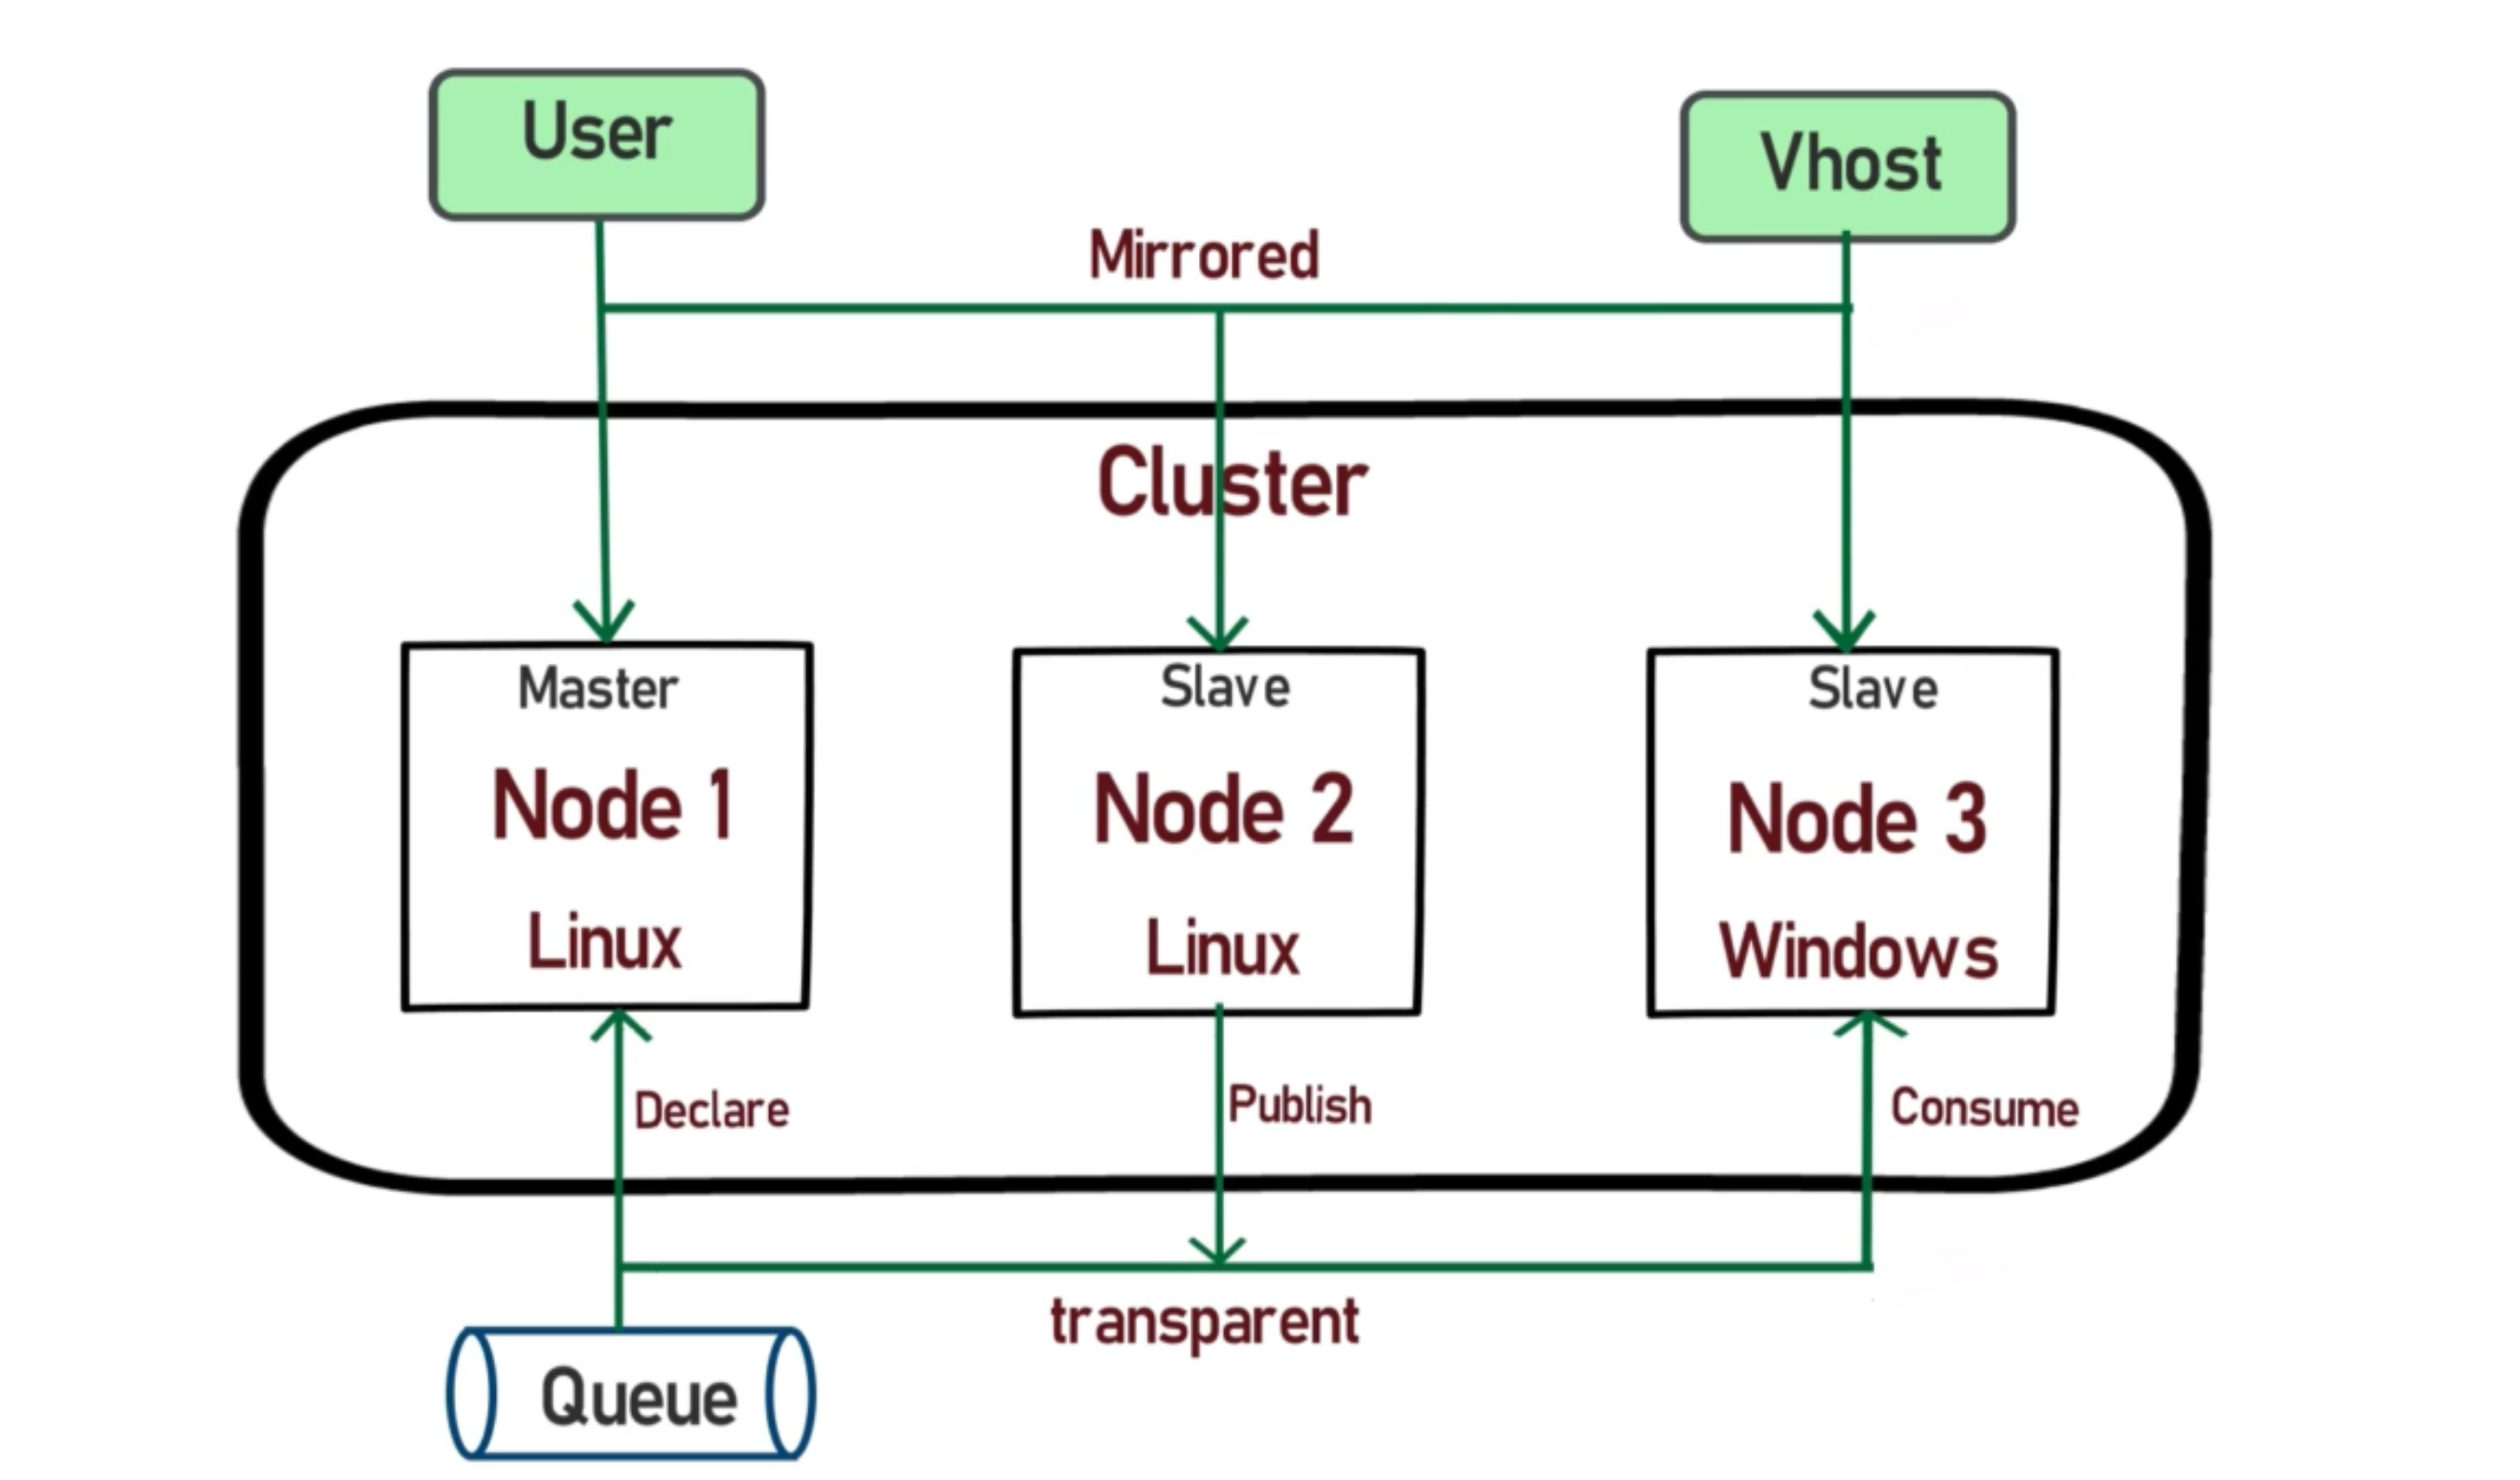 User
Vhost
Mirrored
Cluster
Master
Node 1
Linux
Slave
Node 2
Linux
Slave
Node 3
Windows
Declare
Publish
Consume
transparent
Queue